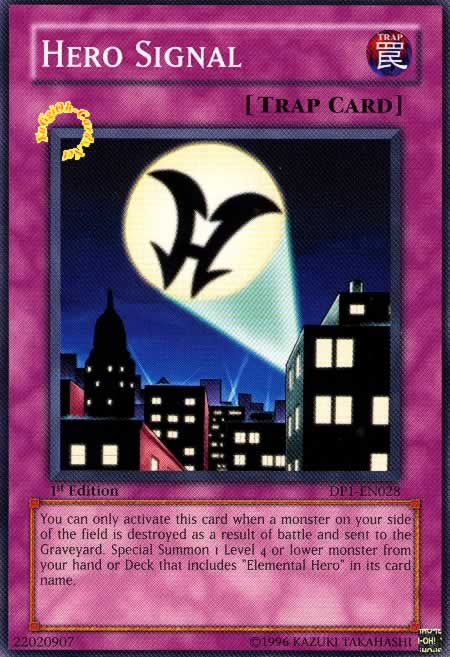 HERO SIGNAL
TRAP
罠
[TRAP CARD]
YuGiOh-Cards.Net
H
1st Edition
DP1-EN028
You can only activate this card when a monster on your side
of the field is destroyed as a result of battle and sent to the
Graveyard. Special Summon 1 Level 4 or lower monster from
your hand or Deck that includes "Elemental Hero" in its card
name.
22020907
©1996 KAZUKI TAKAHASHI